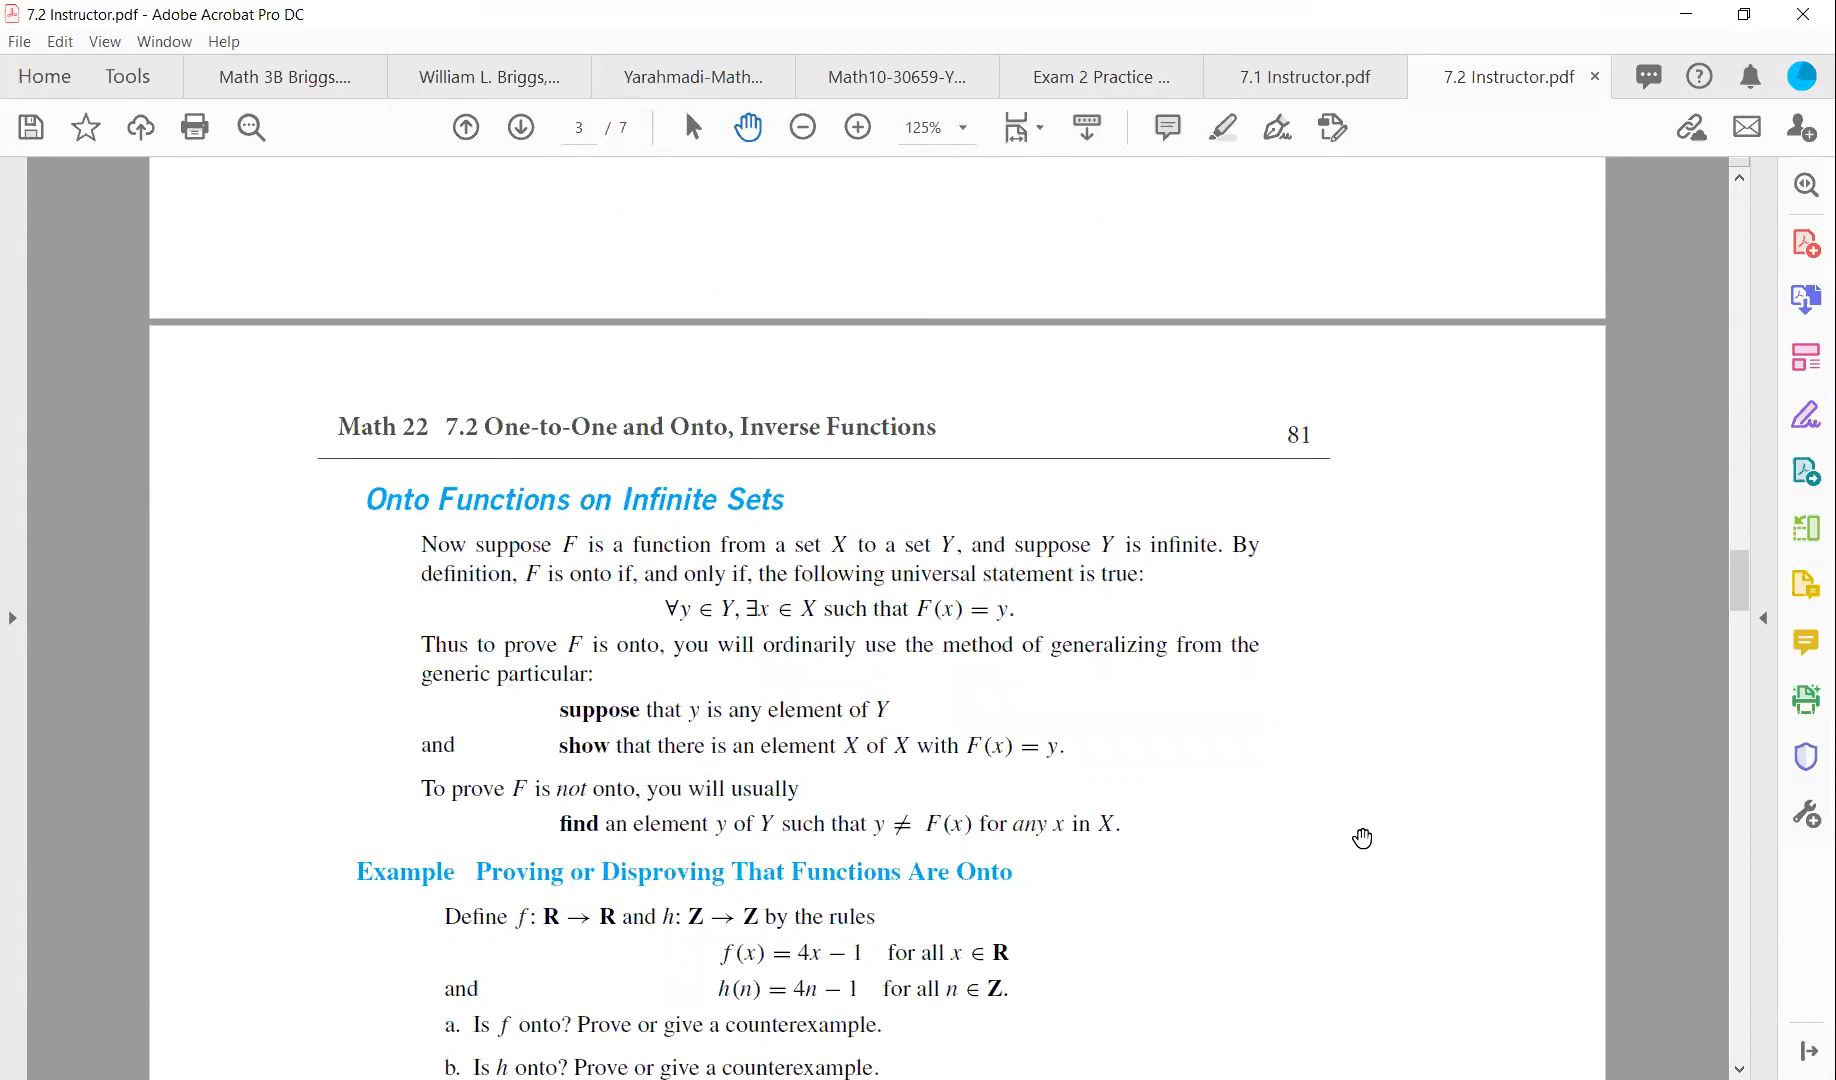 7.2 Instructor.pdf - Adobe Acrobat Pro DC
File Edit View Window Help
Home Tools Math 3B Briggs.... William L. Briggs,... Yarahmadi-Math... Math10-30659-Y... Exam 2 Practice ... 7.1 Instructor.pdf 7.2 Instructor.pdf ×
3 / 7 125%
Math 22 7.2 One-to-One and Onto, Inverse Functions 81
Onto Functions on Infinite Sets
Now suppose F is a function from a set X to a set Y, and suppose Y is infinite. By
definition, F is onto if, and only if, the following universal statement is true:
∀y ∈ Y, ∃x ∈ X such that F(x) = y.
Thus to prove F is onto, you will ordinarily use the method of generalizing from the
generic particular:
suppose that y is any element of Y
and show that there is an element X of X with F(x) = y.
To prove F is not onto, you will usually
find an element y of Y such that y ≠ F(x) for any x in X.
Example Proving or Disproving That Functions Are Onto
Define f: R → R and h: Z → Z by the rules
f(x) = 4x − 1 for all x ∈ R
and h(n) = 4n − 1 for all n ∈ Z.
a. Is f onto? Prove or give a counterexample.
b. Is h onto? Prove or give a counterexample.